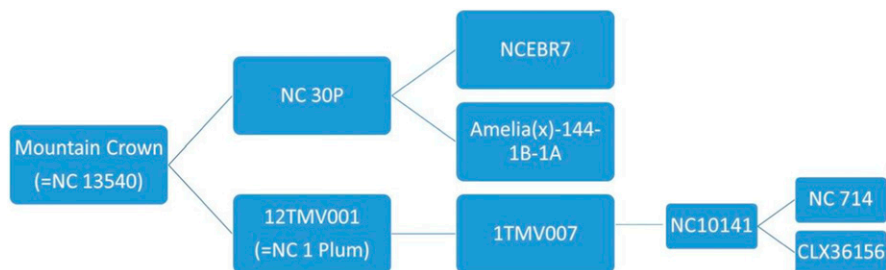 NCEBR7
NC 30P
Amelia(x)-144-
1B-1A
Mountain Crown
(=NC 13540)
12TMV001
(=NC 1 Plum)
1TMV007
NC10141
NC 714
CLX36156